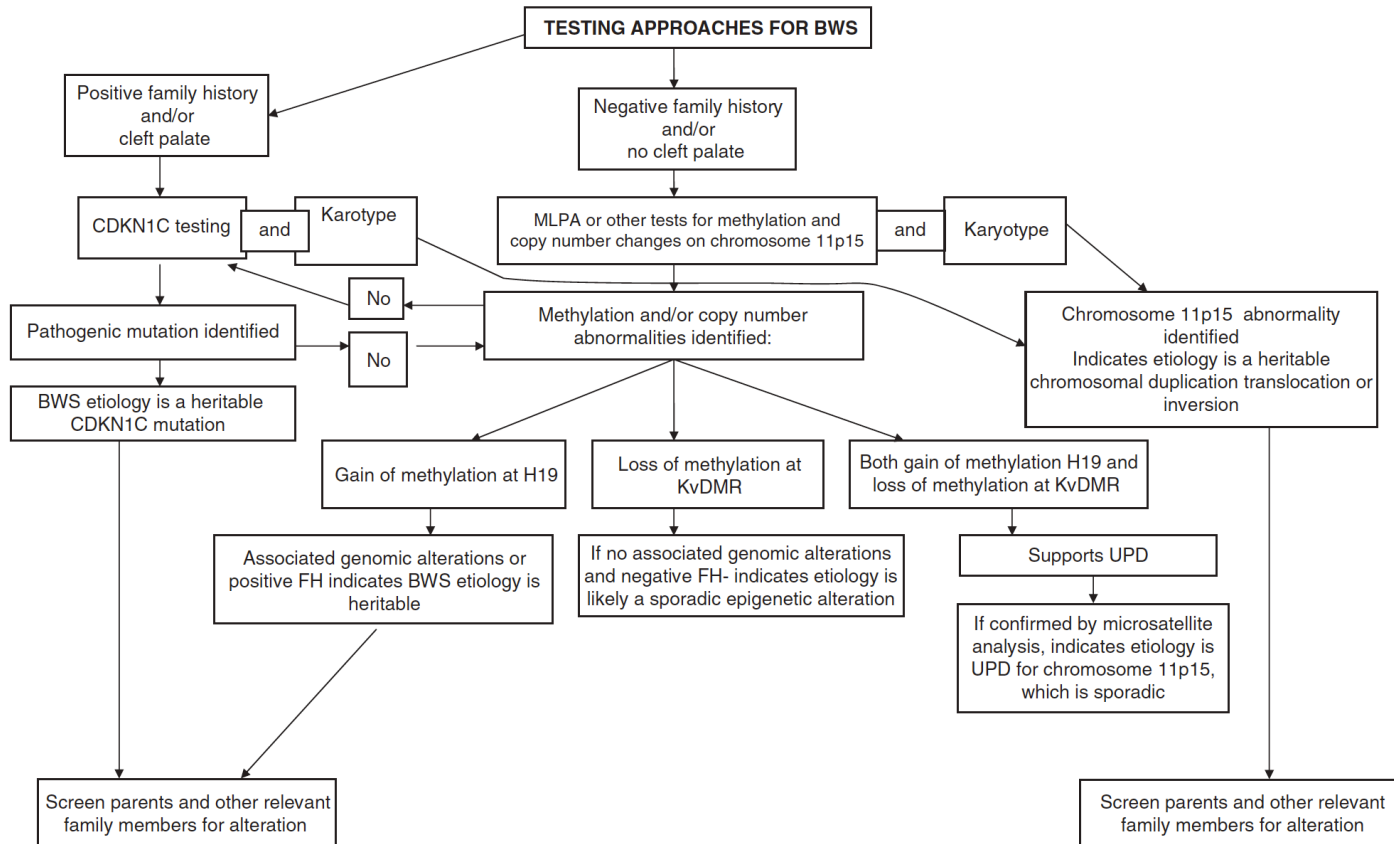 TESTING APPROACHES FOR BWS
Positive family history
and/or
cleft palate
Negative family history
and/or
no cleft palate
CDKN1C testing
and
Karotype
MLPA or other tests for methylation and
copy number changes on chromosome 11p15
and
Karyotype
No
Pathogenic mutation identified
No
Methylation and/or copy number
abnormalities identified:
Chromosome 11p15 abnormality
identified
Indicates etiology is a heritable
chromosomal duplication translocation or
inversion
BWS etiology is a heritable
CDKN1C mutation
Gain of methylation at H19
Loss of methylation at
KvDMR
Both gain of methylation H19 and
loss of methylation at KvDMR
Associated genomic alterations or
positive FH indicates BWS etiology is
heritable
If no associated genomic alterations
and negative FH- indicates etiology is
likely a sporadic epigenetic alteration
Supports UPD
If confirmed by microsatellite
analysis, indicates etiology is
UPD for chromosome 11p15,
which is sporadic
Screen parents and other relevant
family members for alteration
Screen parents and other relevant
family members for alteration